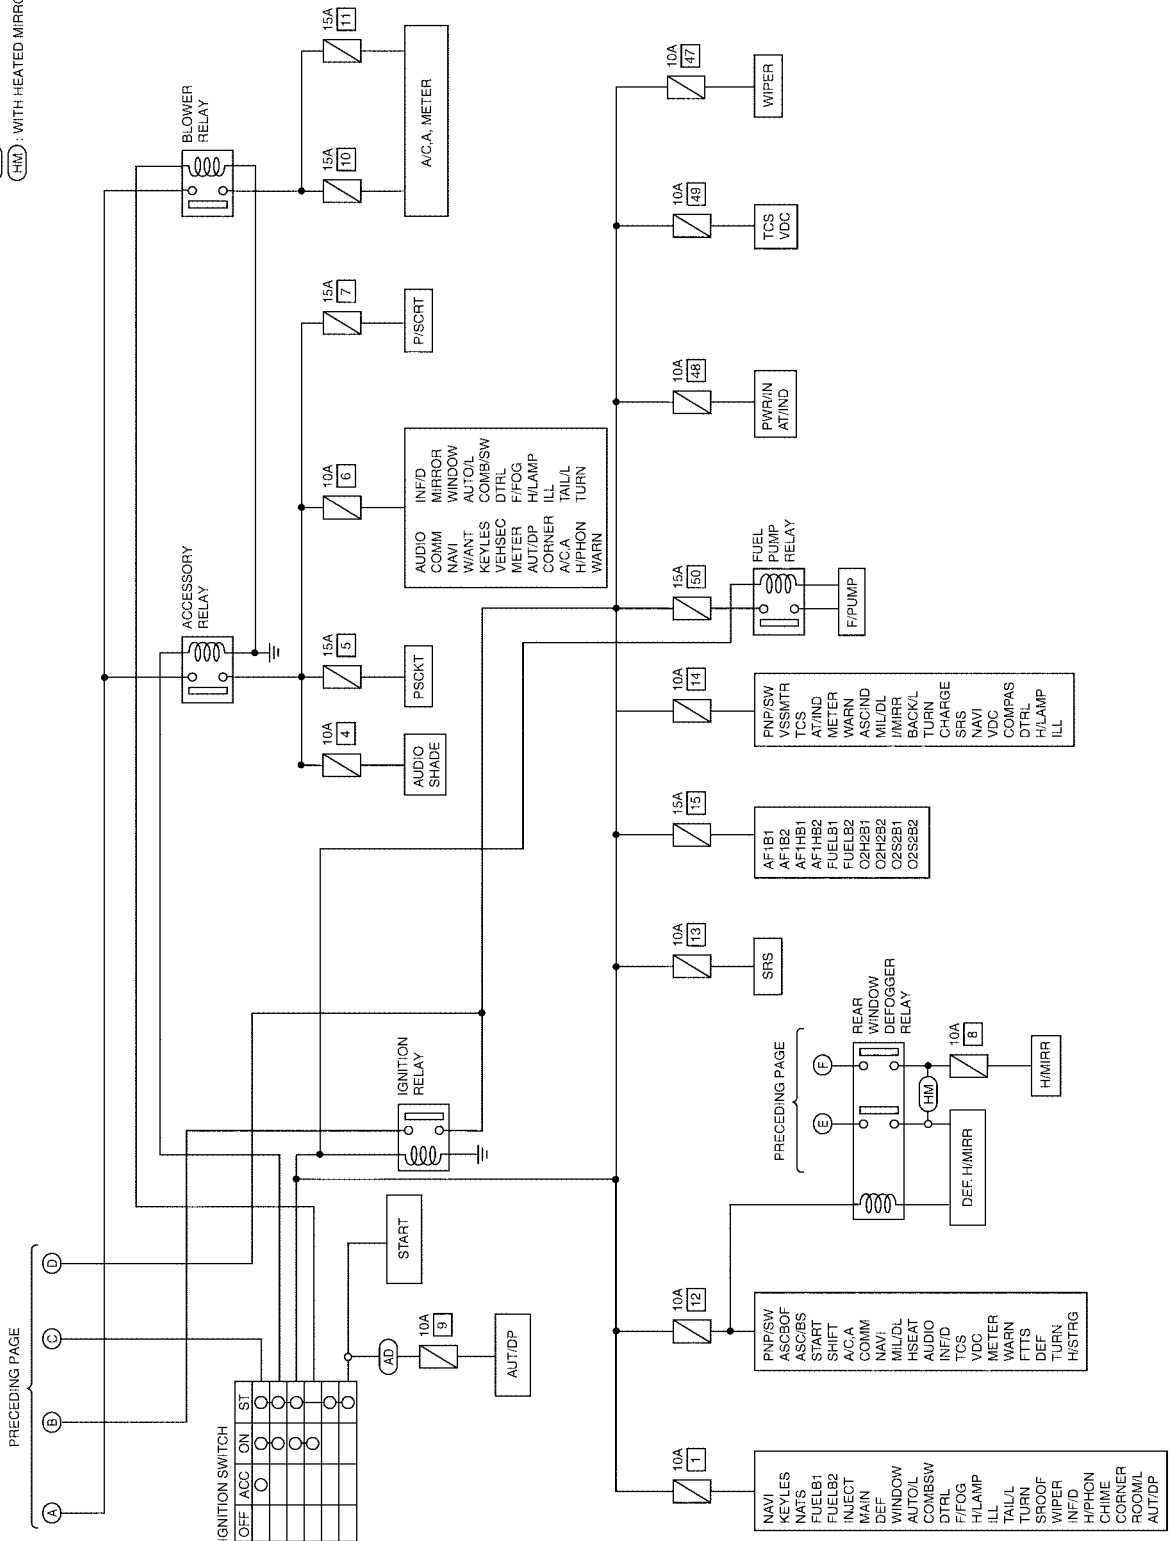 HM : WITH HEATED MIRRO
PRECEDING PAGE
A
B
C
D
IGNITION SWITCH
OFF ACC ON ST
START
AD
10A
9
AUT/DP
IGNITION RELAY
ACCESSORY RELAY
BLOWER RELAY
10A
4
AUDIO
SHADE
15A
5
PSCKT
10A
6
AUDIO INF/D
COMM MIRROR
NAVI WINDOW
W/ANT AUTO/L
KEYLES COMB/SW
VEHSEC DTRL
METER F/FOG
AUT/DP H/LAMP
CORNER ILL
A/C,A TAIL/L
H/PHON TURN
WARN
15A
7
P/SCRT
15A
10
15A
11
A/C,A, METER
10A
1
NAVI
KEYLES
NATS
FUELB1
FUELB2
INJECT
MAIN
DEF
WINDOW
AUTO/L
COMBSW
DTRL
F/FOG
H/LAMP
ILL
TAIL/L
TURN
SROOF
WIPER
INF/D
H/PHON
CHIME
CORNER
ROOM/L
AUT/DP
10A
12
PNP/SW
ASCBOF
ASC/BS
START
SHIFT
A/C,A
COMM
NAVI
MIL/DL
HSEAT
AUDIO
INF/D
TCS
VDC
METER
WARN
FTTS
DEF
TURN
H/STRG
PRECEDING PAGE
E
F
REAR WINDOW DEFOGGER RELAY
HM
DEF, H/MIRR
10A
8
H/MIRR
10A
13
SRS
15A
15
AF1B1
AF1B2
AF1HB1
AF1HB2
FUELB1
FUELB2
O2H2B1
O2H2B2
O2S2B1
O2S2B2
10A
14
PNP/SW
VSSMTR
TCS
AT/IND
METER
WARN
ASCIND
MIL/DL
I/MIRR
BACK/L
TURN
CHARGE
SRS
NAVI
VDC
COMPAS
DTRL
H/LAMP
ILL
15A
50
FUEL PUMP RELAY
F/PUMP
10A
48
PWR/IN
AT/IND
10A
49
TCS
VDC
10A
47
WIPER